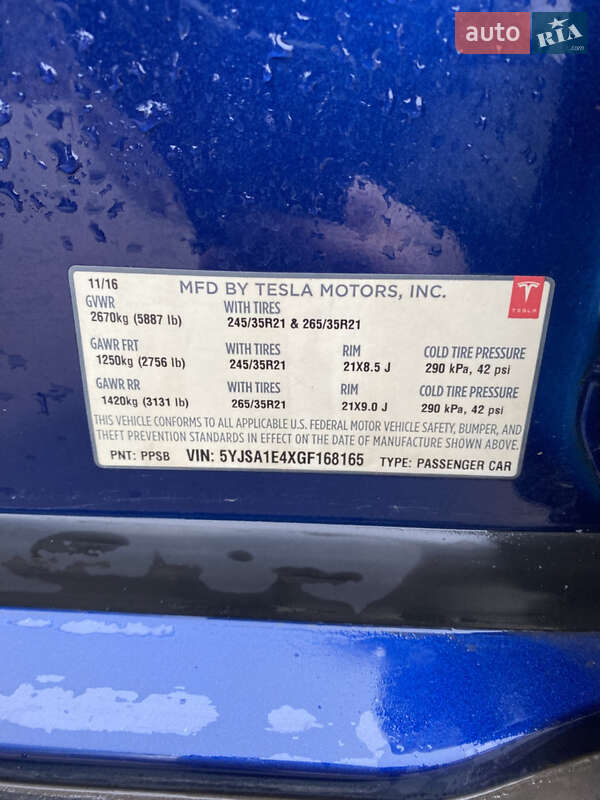 auto RIA .com
11/16 MFD BY TESLA MOTORS, INC.
TESLA
GVWR WITH TIRES
2670kg (5887 lb) 245/35R21 & 265/35R21
GAWR FRT WITH TIRES RIM COLD TIRE PRESSURE
1250kg (2756 lb) 245/35R21 21X8.5 J 290 kPa, 42 psi
GAWR RR WITH TIRES RIM COLD TIRE PRESSURE
1420kg (3131 lb) 265/35R21 21X9.0 J 290 kPa, 42 psi
THIS VEHICLE CONFORMS TO ALL APPLICABLE U.S. FEDERAL MOTOR VEHICLE SAFETY, BUMPER, AND
THEFT PREVENTION STANDARDS IN EFFECT ON THE DATE OF MANUFACTURE SHOWN ABOVE.
PNT: PPSB VIN: 5YJSA1E4XGF168165 TYPE: PASSENGER CAR